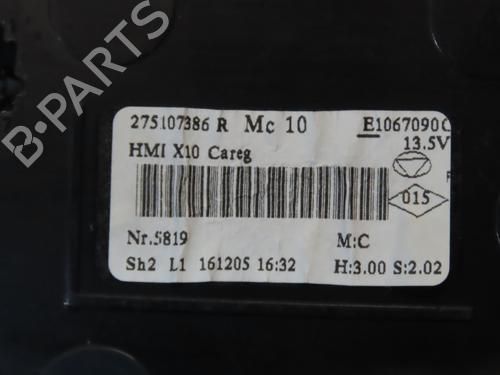 B-PARTS
275107386 R Mc 10 E1067090
HMI X10 Careg 13.5V
015
Nr.5819 M:C
Sh2 L1 161205 16:32 H:3.00 S:2.02